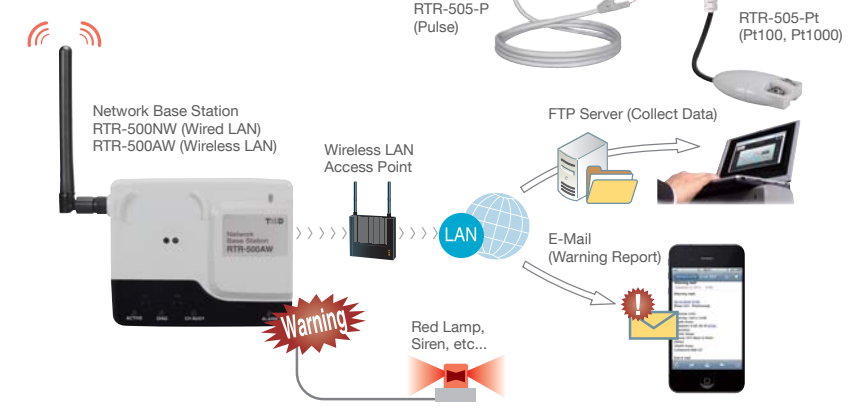 RTR-505-P
(Pulse)
RTR-505-Pt
(Pt100, Pt1000)
Network Base Station
RTR-500NW (Wired LAN)
RTR-500AW (Wireless LAN)
Wireless LAN
Access Point
FTP Server (Collect Data)
T&D
Network
Base Station
RTR-500AW
LAN
E-Mail
(Warning Report)
ACTIVE
DIAG
Warning
Red Lamp,
Siren, etc...